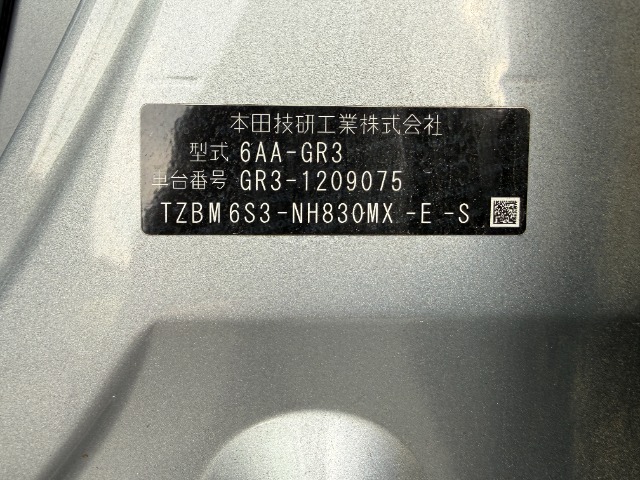 本田技研工業株式会社
型式 6AA-GR3
車台番号 GR3-1209075
TZBM6S3-NH830MX-E-S